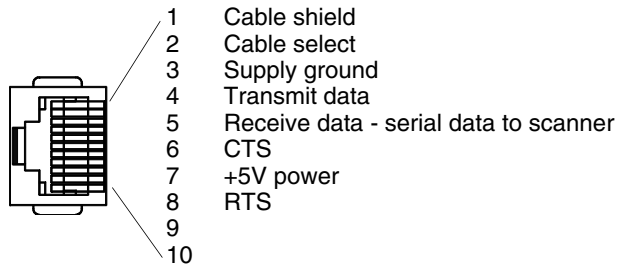 1 Cable shield
2 Cable select
3 Supply ground
4 Transmit data
5 Receive data - serial data to scanner
6 CTS
7 +5V power
8 RTS
9
10